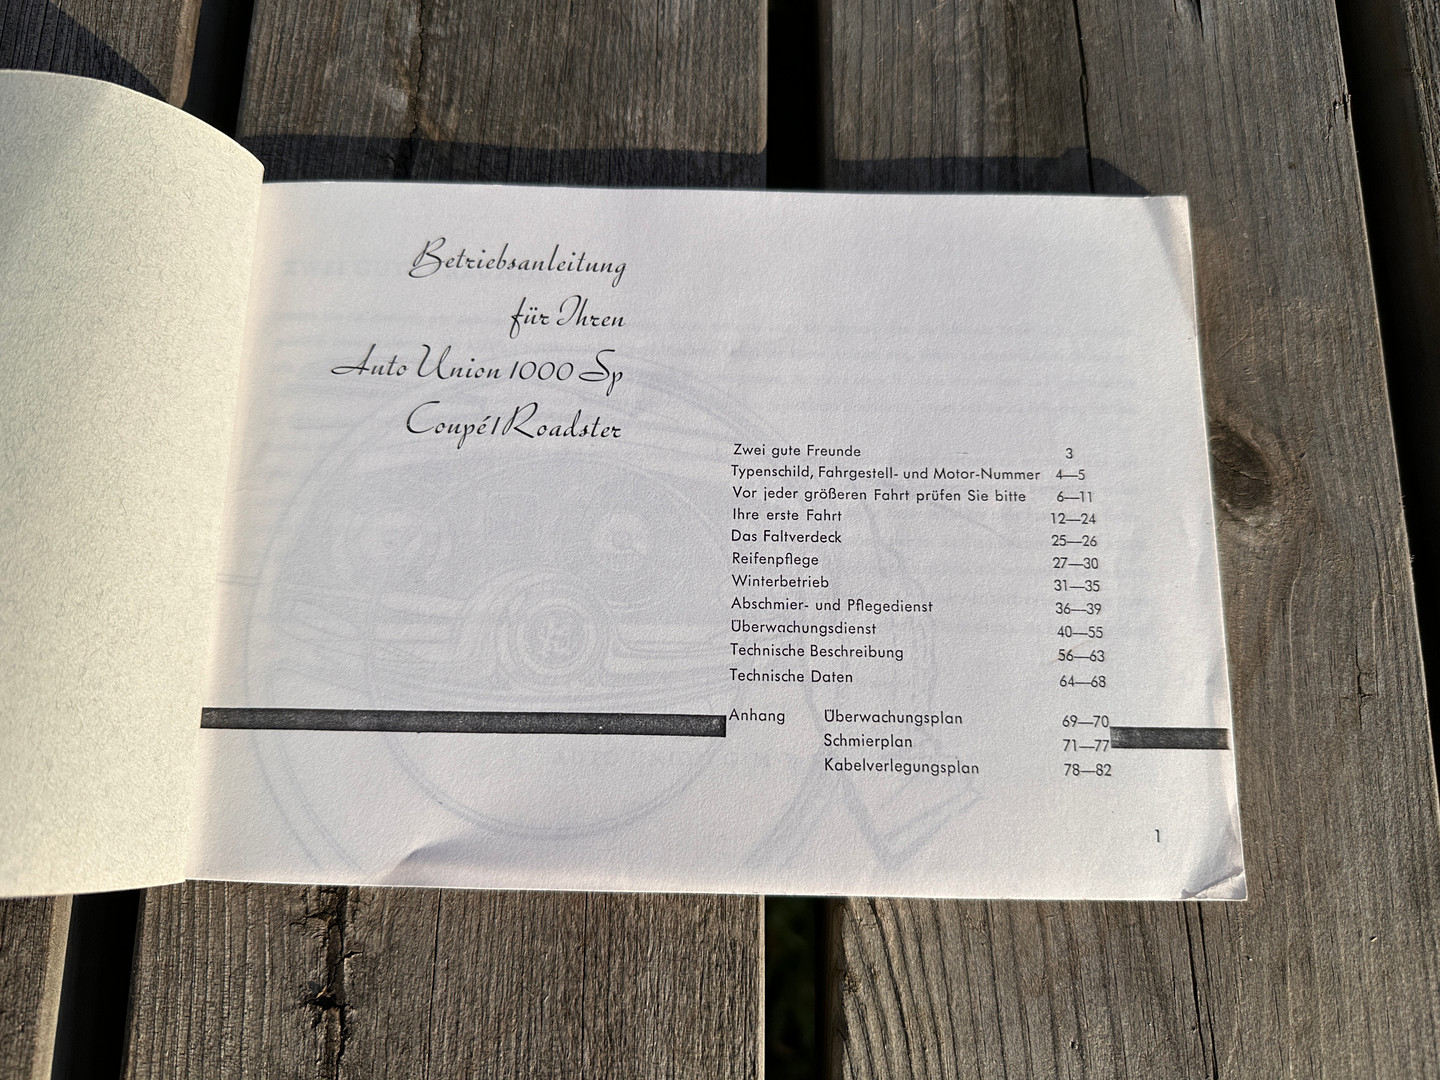 Betriebsanleitung
für Ihren
Auto Union 1000 Sp
Coupé/Roadster
Zwei gute Freunde 3
Typenschild, Fahrgestell- und Motor-Nummer 4—5
Vor jeder größeren Fahrt prüfen Sie bitte 6—11
Ihre erste Fahrt 12—24
Das Faltverdeck 25—26
Reifenpflege 27—30
Winterbetrieb 31—35
Abschmier- und Pflegedienst 36—39
Überwachungsdienst 40—55
Technische Beschreibung 56—63
Technische Daten 64—68
Anhang Überwachungsplan 69—70
Schmierplan 71—77
Kabelverlegungsplan 78—82
1